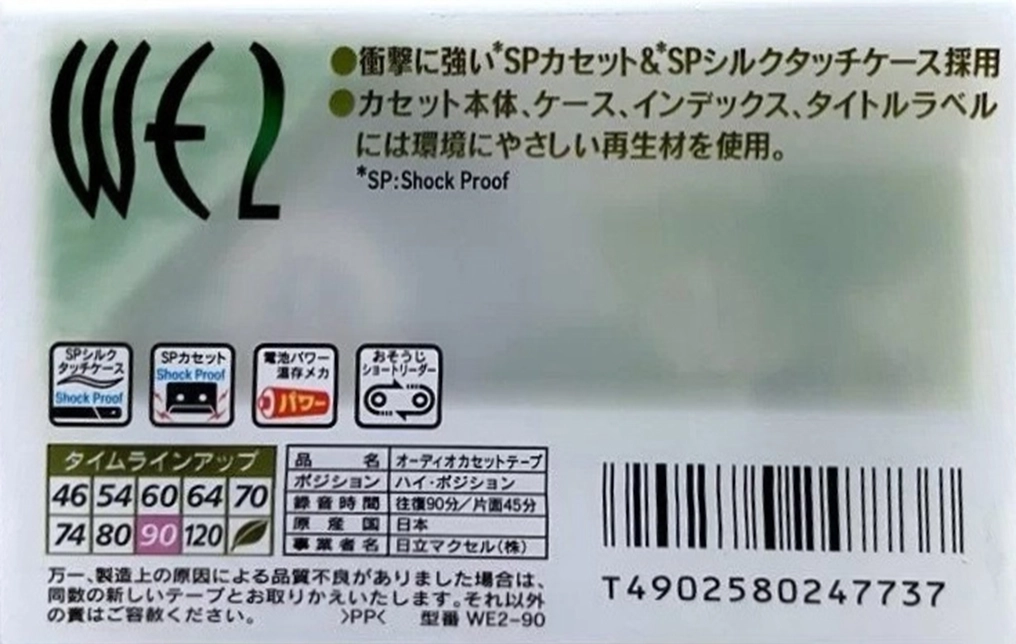 WE2
●衝撃に強い*SPカセット&*SPシルクタッチケース採用
●カセット本体、ケース、インデックス、タイトルラベル
には環境にやさしい再生材を使用。
*SP:Shock Proof
SPシルク
タッチケース
Shock Proof
SPカセット
Shock Proof
電池パワー
温存メカ
パワー
おそうじ
ショートリーダー
タイムラインアップ
46 54 60 64 70
74 80 90 120
品名 オーディオカセットテープ
ポジション ハイ・ポジション
録音時間 往復90分/片面45分
原産国 日本
事業者名 日立マクセル(株)
万一、製造上の原因による品質不良がありました場合は、
同数の新しいテープとお取りかえいたします。それ以外
の責はご容赦ください。 >PP< 型番 WE2-90
T4902580247737